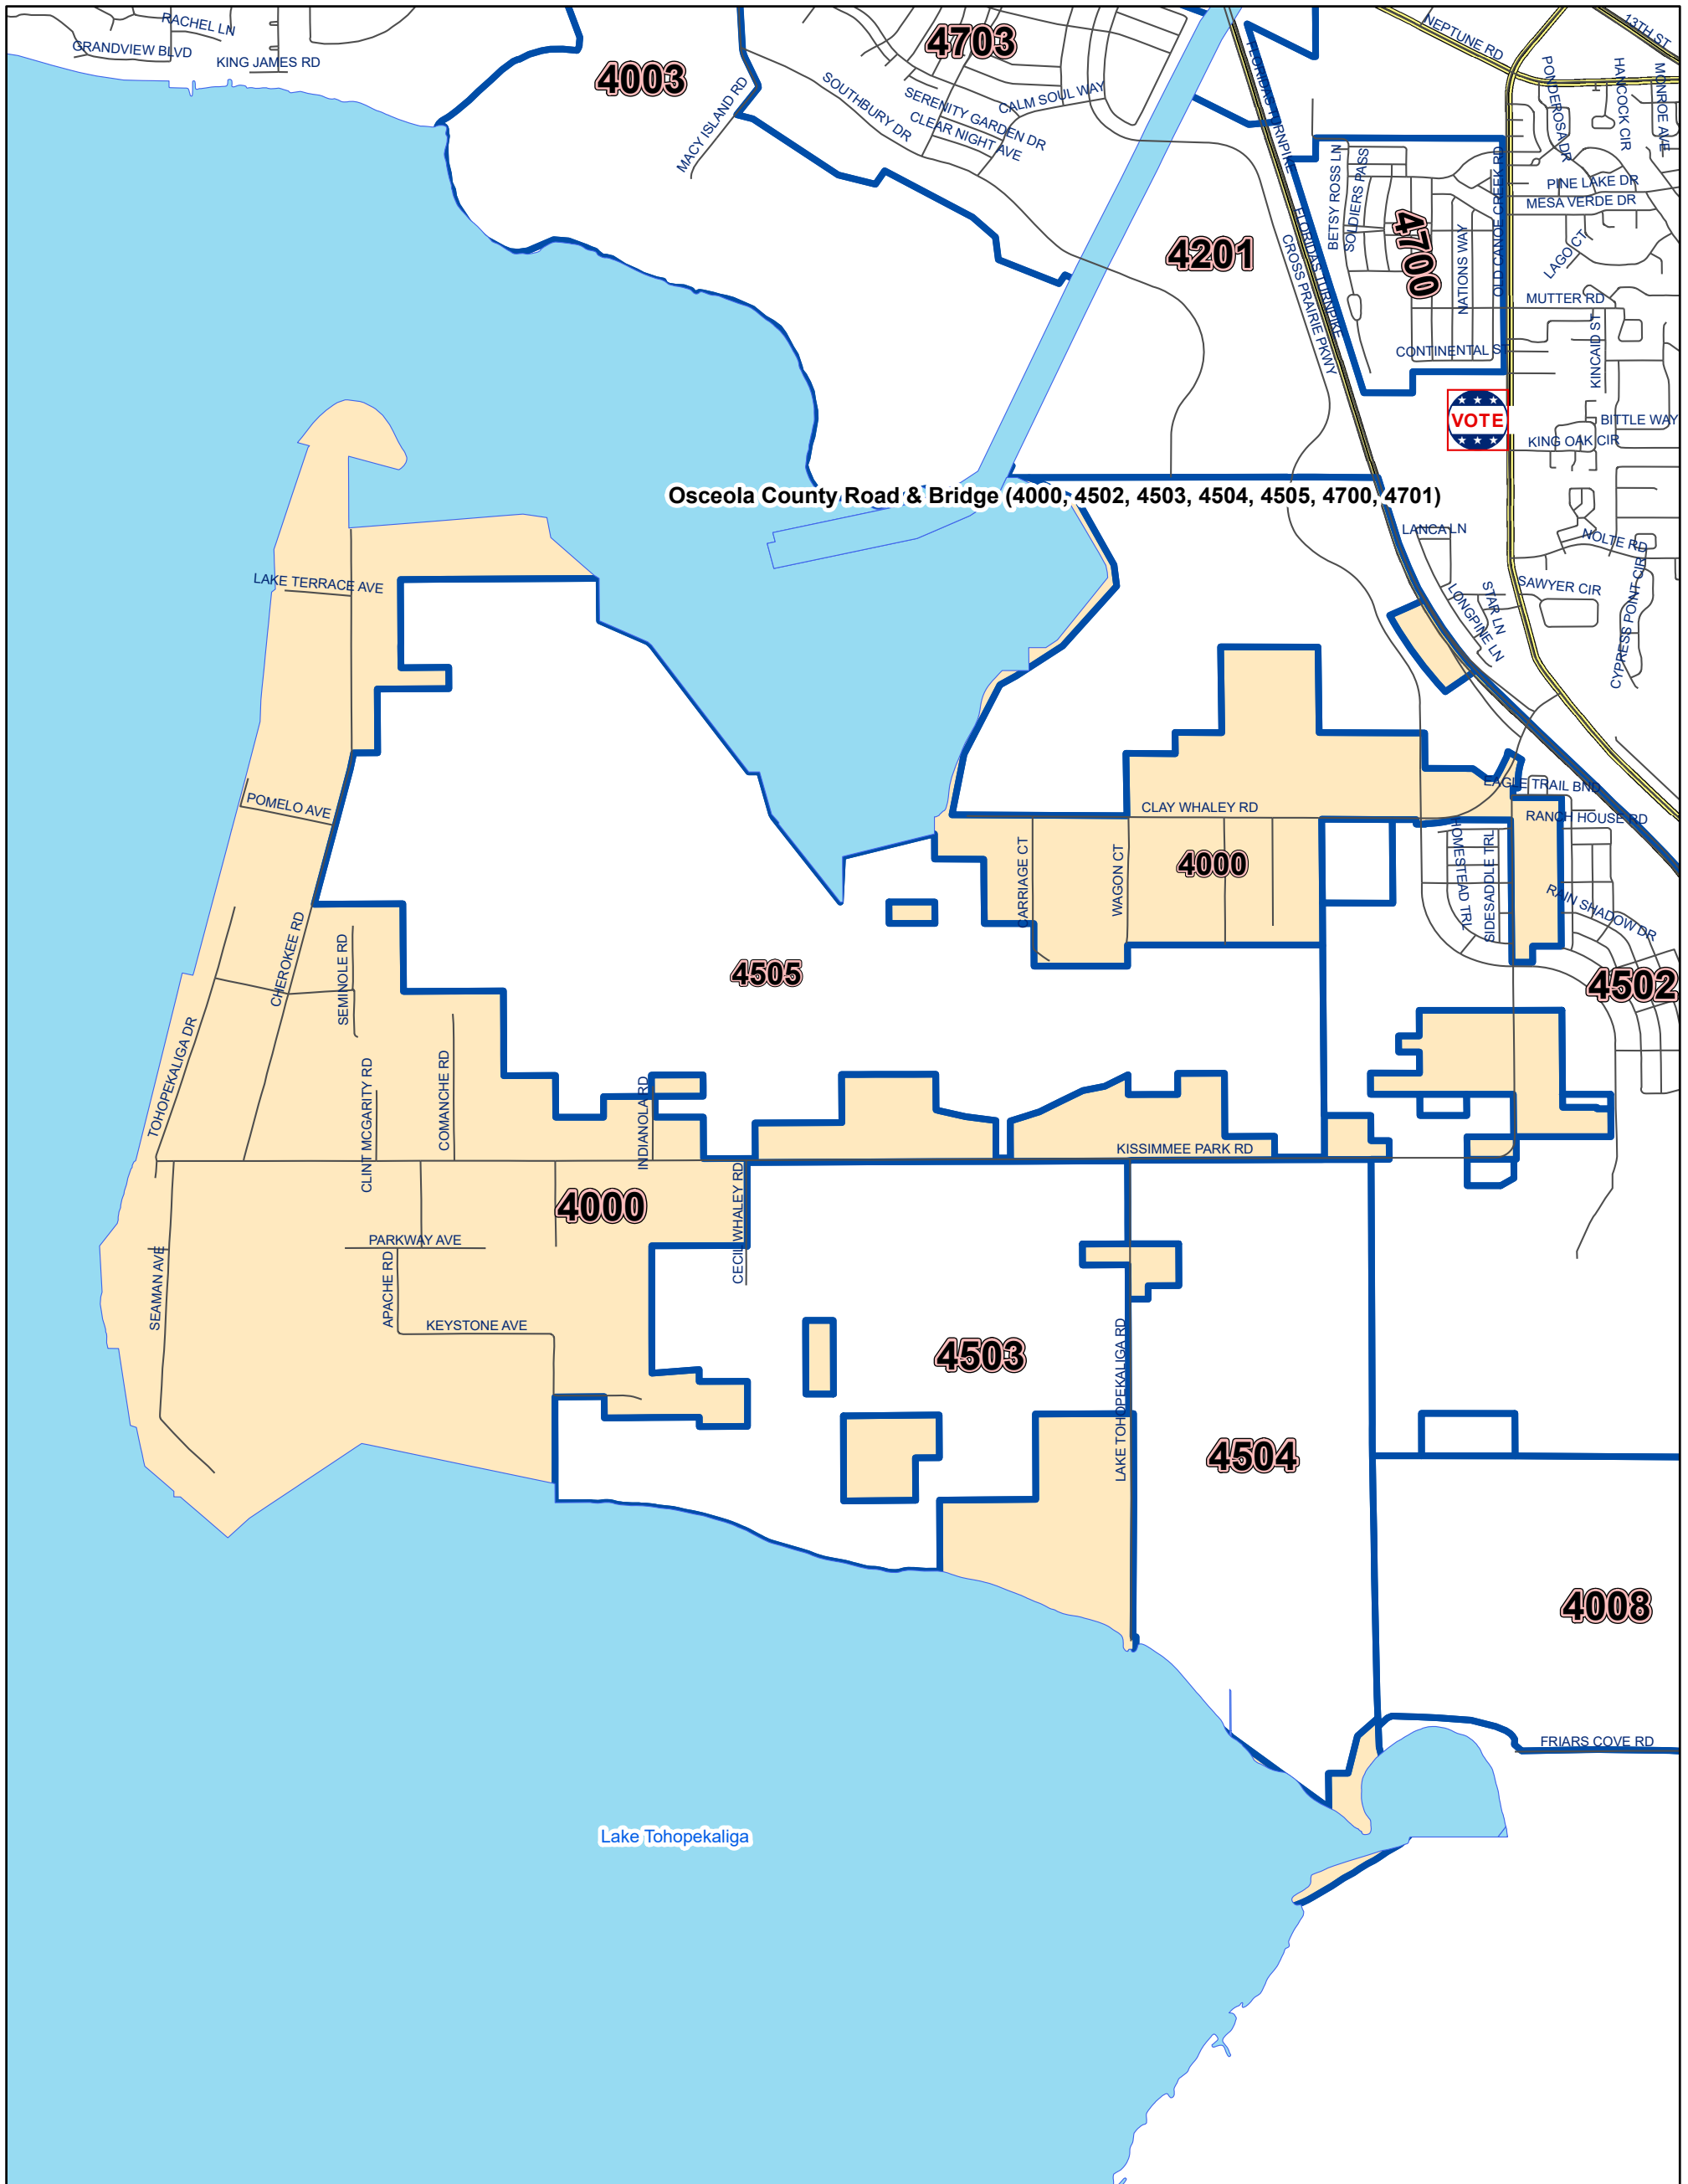 RACHEL LN
GRANDVIEW BLVD
KING JAMES RD
4003
4703
MACY ISLAND RD
SOUTHBURY DR
SERENITY GARDEN DR
CALM SOUL WAY
CLEAR NIGHT AVE
FLORIDAS TURNPIKE
NEPTUNE RD
13TH ST
PONDEROSA DR
HANCOCK CIR
MONROE AVE
4201
FLORIDAS TURNPIKE
CROSS PRAIRIE PKWY
BETSY ROSS LN
SOLDIERS PASS
4700
NATIONS WAY
OLD CANOE CREEK RD
PINE LAKE DR
MESA VERDE DR
LAGO CT
MUTTER RD
CONTINENTAL ST
KINCAID ST
VOTE
BITTLE WAY
KING OAK CIR
Osceola County Road & Bridge (4000, 4502, 4503, 4504, 4505, 4700, 4701)
LANCA LN
NOLTE RD
LAKE TERRACE AVE
STAR LN
LONGPINE LN
SAWYER CIR
CYPRESS POINT CIR
POMELO AVE
CLAY WHALEY RD
EAGLE TRAIL BND
RANCH HOUSE RD
CARRIAGE CT
WAGON CT
4000
HOMESTEAD TRL
SIDESADDLE TRL
RAIN SHADOW DR
CHEROKEE RD
SEMINOLE RD
4505
4502
TOHOPEKALIGA DR
CLINT MCGARITY RD
COMANCHE RD
INDIANOLA RD
KISSIMMEE PARK RD
4000
CECIL WHALEY RD
PARKWAY AVE
SEAMAN AVE
APACHE RD
KEYSTONE AVE
4503
LAKE TOHOPEKALIGA RD
4504
4008
FRIARS COVE RD
Lake Tohopekaliga